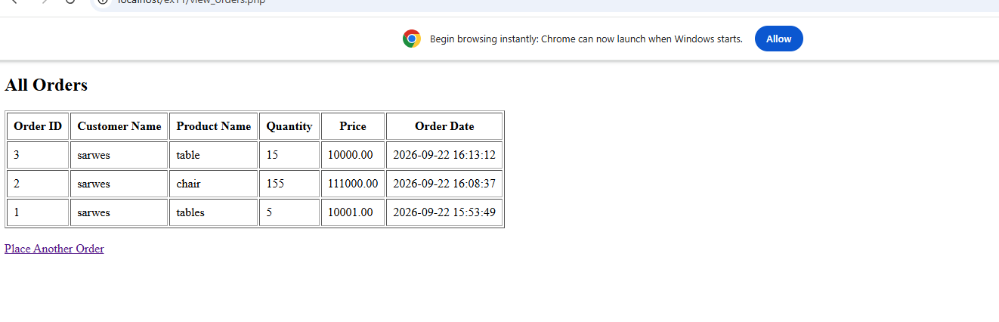 localhost/ex11/view_orders.php
Begin browsing instantly: Chrome can now launch when Windows starts. Allow
All Orders
Order ID Customer Name Product Name Quantity Price Order Date
3 sarwes table 15 10000.00 2026-09-22 16:13:12
2 sarwes chair 155 111000.00 2026-09-22 16:08:37
1 sarwes tables 5 10001.00 2026-09-22 15:53:49
Place Another Order